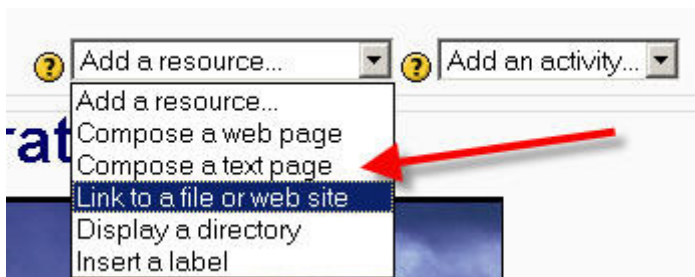 ? Add a resource... ? Add an activity...
Add a resource...
Compose a web page
rat
Compose a text page
Link to a file or web site
Display a directory
Insert a label